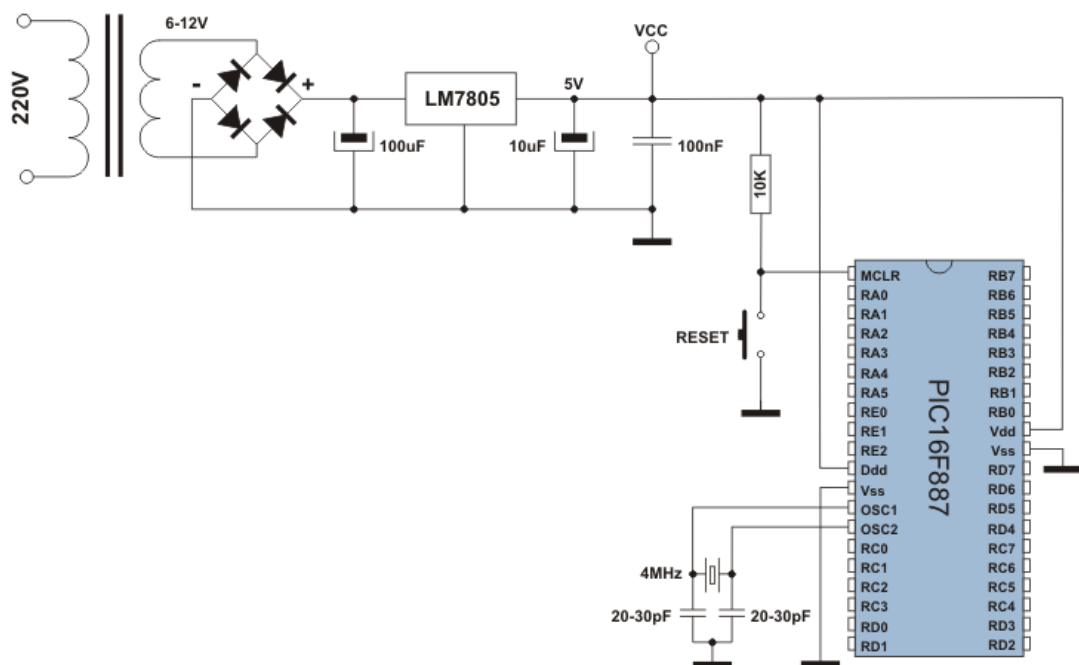 6-12V
220V
-
+
LM7805
100uF
5V
10uF
VCC
100nF
10K
RESET
4MHz
20-30pF
20-30pF
PIC16F887
MCLR
RA0
RA1
RA2
RA3
RA4
RA5
RE0
RE1
RE2
Ddd
Vss
OSC1
OSC2
RC0
RC1
RC2
RC3
RD0
RD1
RB7
RB6
RB5
RB4
RB3
RB2
RB1
RB0
Vdd
Vss
RD7
RD6
RD5
RD4
RC7
RC6
RC5
RC4
RD3
RD2